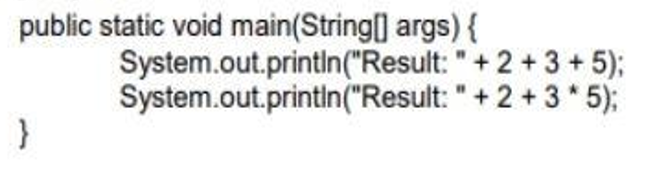 public static void main(String[] args) {
System.out.println("Result: " + 2 + 3 + 5);
System.out.println("Result: " + 2 + 3 * 5);
}